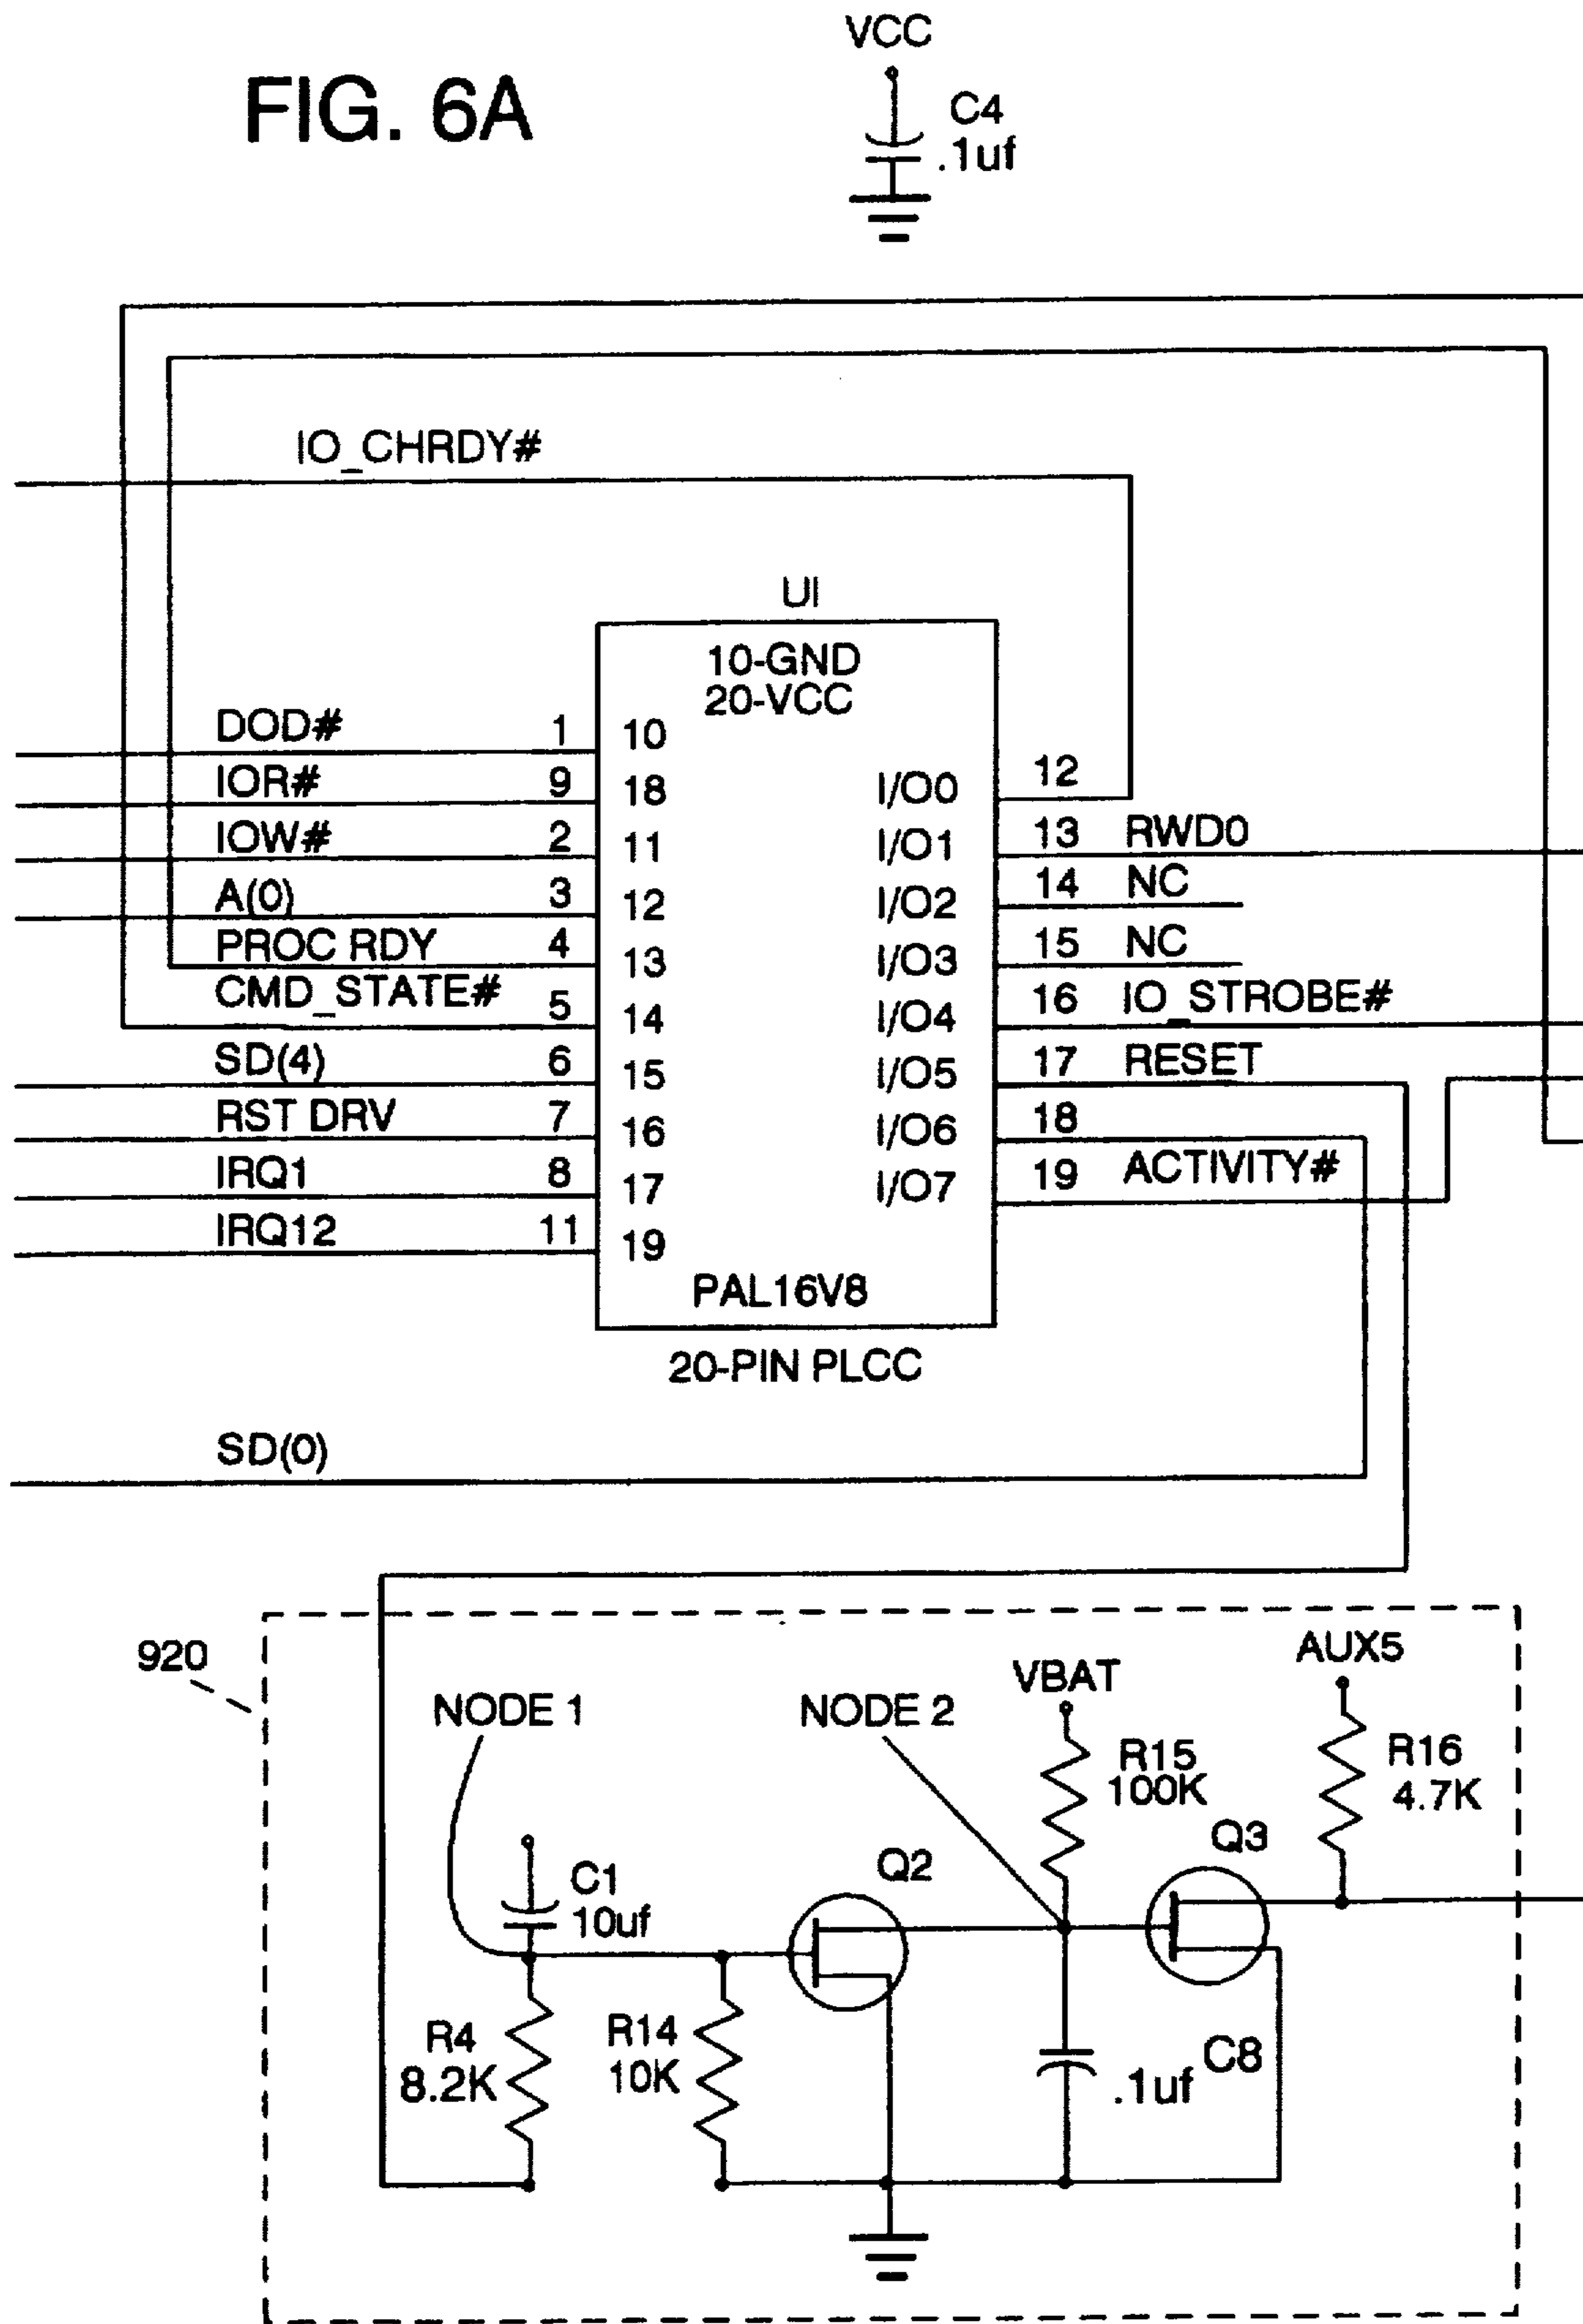 VCC
FIG. 6A
C4
.1uf
IO_CHRDY#
UI
10-GND
20-VCC
DOD# 1 10
IOR# 9 18
I/O0 12
IOW# 2 11
I/O1 13 RWD0
A(0) 3 12
I/O2 14 NC
PROC RDY 4 13
I/O3 15 NC
CMD_STATE# 5 14
I/O4 16 IO_STROBE#
SD(4) 6 15
I/O5 17 RESET
RST DRV 7 16
I/O6 18
IRQ1 8 17
I/O7 19 ACTIVITY#
IRQ12 11 19
PAL16V8
20-PIN PLCC
SD(0)
920
AUX5
VBAT
NODE 1
NODE 2
R15
100K
R16
4.7K
Q3
C1
10uf
Q2
R4
8.2K
R14
10K
C8
.1uf